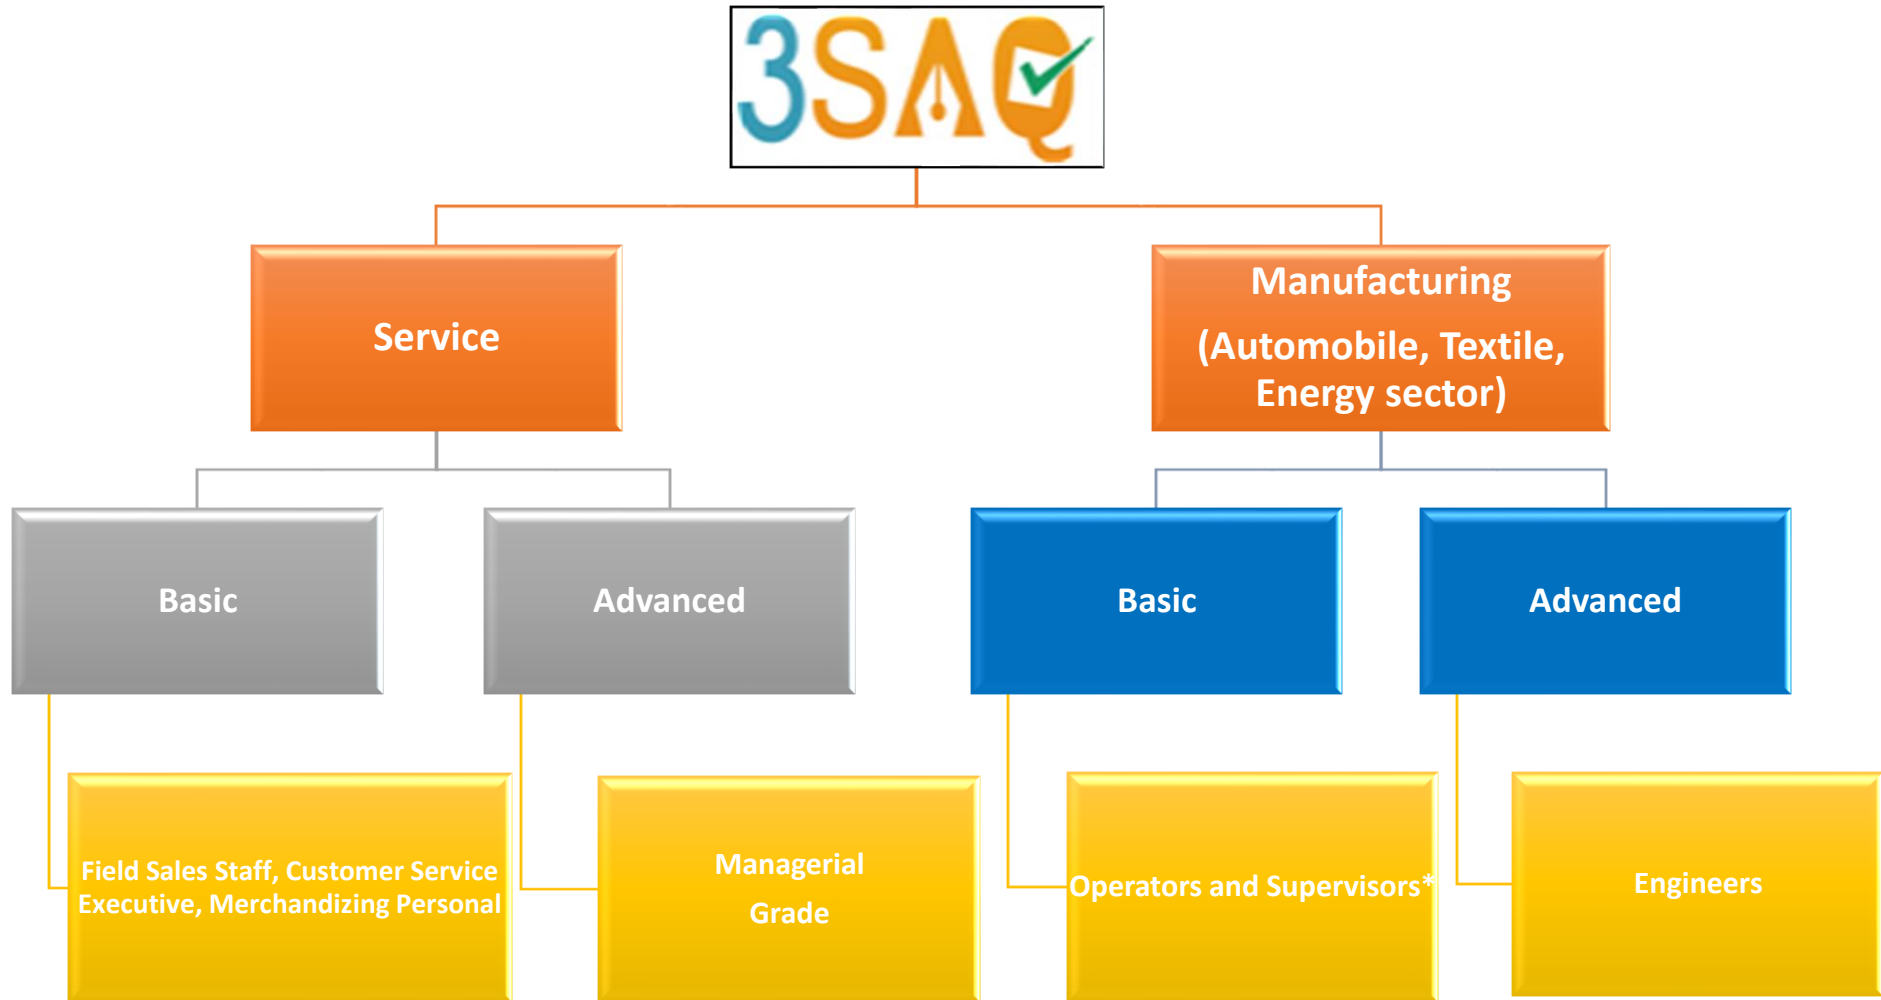 3SAQ
Service
Manufacturing
(Automobile, Textile,
Energy sector)
Basic
Advanced
Basic
Advanced
Field Sales Staff, Customer Service
Executive, Merchandizing Personal
Managerial
Grade
Operators and Supervisors*
Engineers